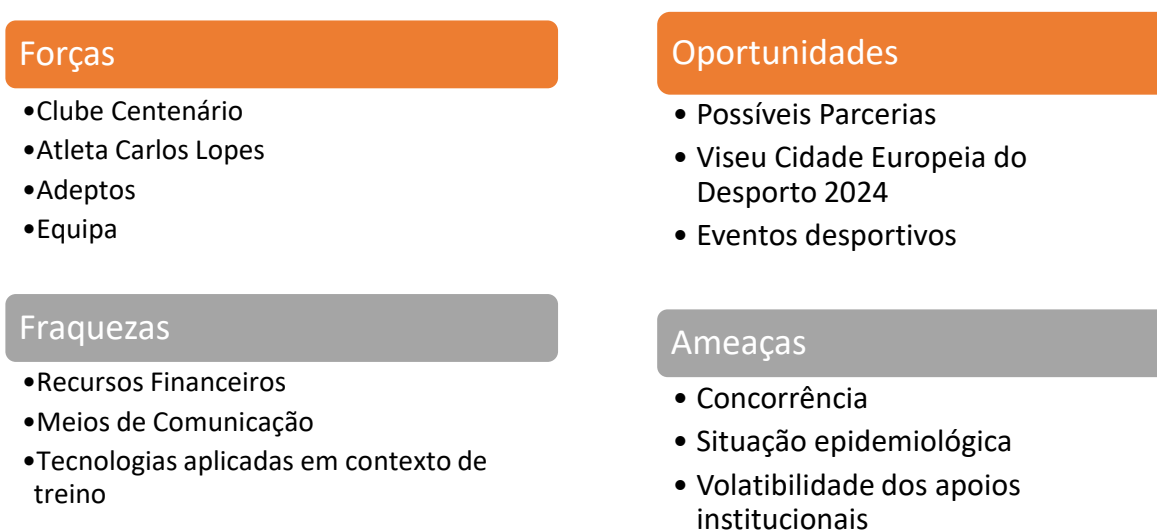 Forças
•Clube Centenário
•Atleta Carlos Lopes
•Adeptos
•Equipa
Fraquezas
•Recursos Financeiros
•Meios de Comunicação
•Tecnologias aplicadas em contexto de
treino
Oportunidades
• Possíveis Parcerias
• Viseu Cidade Europeia do
Desporto 2024
• Eventos desportivos
Ameaças
• Concorrência
• Situação epidemiológica
• Volatibilidade dos apoios
institucionais